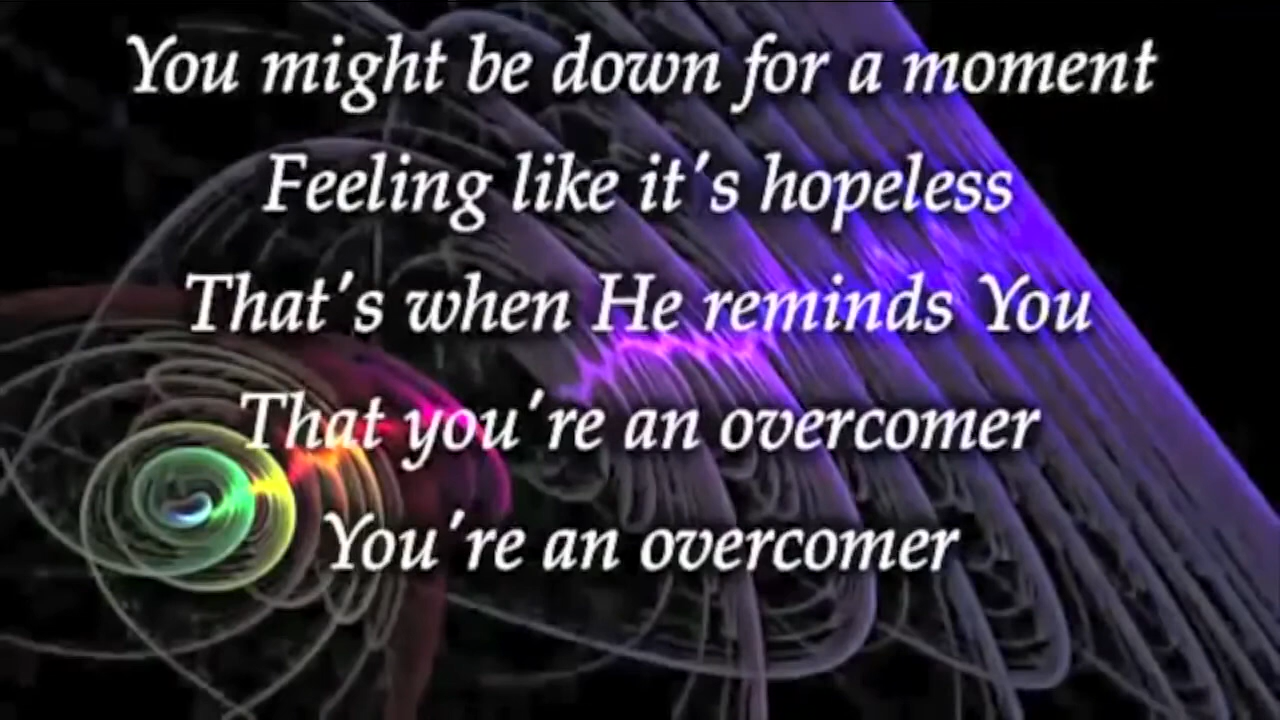 You might be down for a moment
Feeling like it's hopeless
That's when He reminds You
That you're an overcomer
You're an overcomer